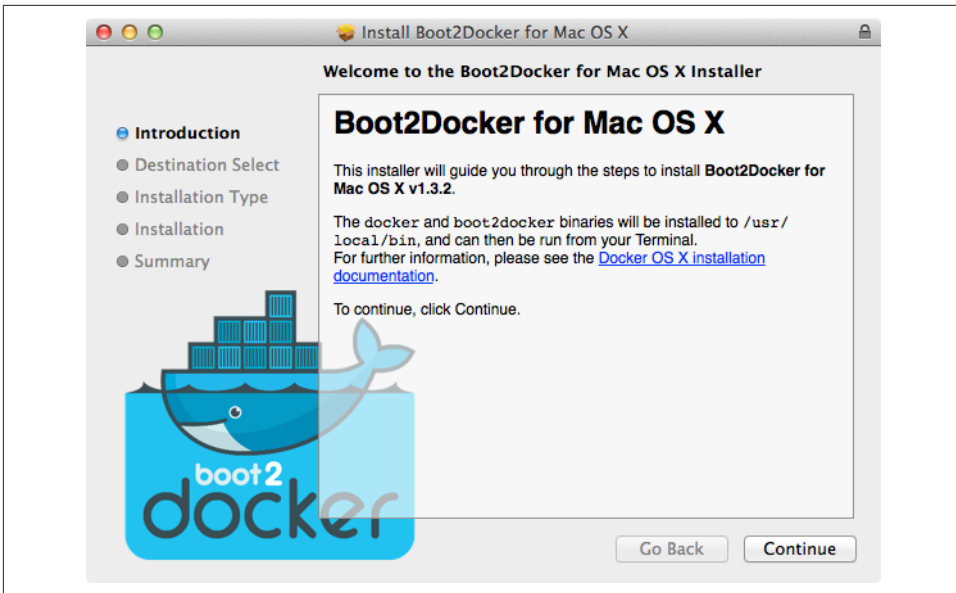 Install Boot2Docker for Mac OS X
Welcome to the Boot2Docker for Mac OS X Installer
Introduction
Destination Select
Installation Type
Installation
Summary
Boot2Docker for Mac OS X
This installer will guide you through the steps to install Boot2Docker for
Mac OS X v1.3.2.
The docker and boot2docker binaries will be installed to /usr/
local/bin, and can then be run from your Terminal.
For further information, please see the Docker OS X installation
documentation.
To continue, click Continue.
boot2
docker
Go Back
Continue